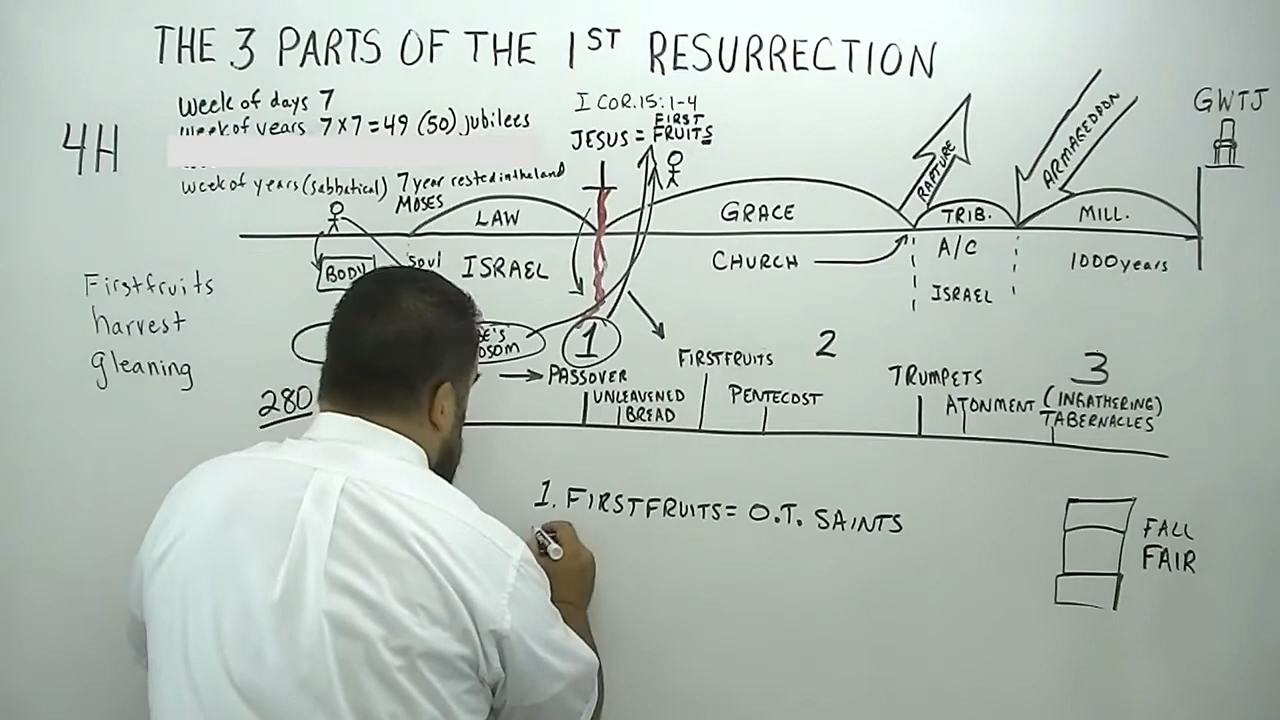 THE 3 PARTS OF THE 1ST RESURRECTION
4H
week of days 7
week of years 7x7=49 (50) jubilees
week of years (sabbatical) 7 year rested in the land
MOSES
I COR. 15:1-4
JESUS = FIRST FRUITS
RAPTURE
ARMAGEDDON
GWTJ
LAW
GRACE
TRIB.
MILL.
BODY
soul
ISRAEL
CHURCH
A/C
ISRAEL
1000 years
Firstfruits
harvest
gleaning
280
1
PASSOVER
UNLEAVENED
BREAD
FIRSTFRUITS
2
PENTECOST
TRUMPETS
ATONMENT
3
(INGATHERING)
TABERNACLES
1. FIRSTFRUITS = O.T. SAINTS
FALL
FAIR